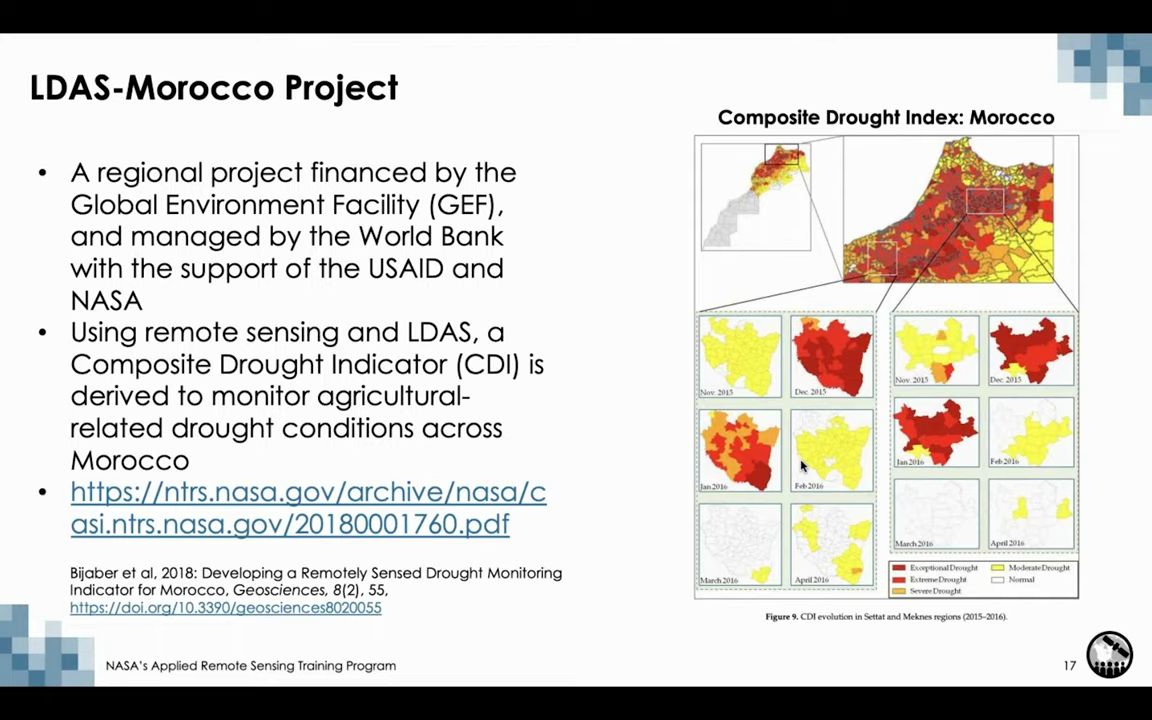 LDAS-Morocco Project
• A regional project financed by the
Global Environment Facility (GEF),
and managed by the World Bank
with the support of the USAID and
NASA
• Using remote sensing and LDAS, a
Composite Drought Indicator (CDI) is
derived to monitor agricultural-
related drought conditions across
Morocco
• https://ntrs.nasa.gov/archive/nasa/c
asi.ntrs.nasa.gov/20180001760.pdf
Bijaber et al, 2018: Developing a Remotely Sensed Drought Monitoring
Indicator for Morocco, Geosciences, 8(2), 55,
https://doi.org/10.3390/geosciences8020055
Composite Drought Index: Morocco
Nov. 2015
Dec. 2015
Jan 2016
Feb 2016
March 2016
April 2016
Nov. 2015
Dec. 2015
Jan 2016
Feb 2016
March 2016
April 2016
Exceptional Drought
Extreme Drought
Severe Drought
Moderate Drought
Normal
Figure 9. CDI evolution in Settat and Meknes regions (2015–2016).
NASA's Applied Remote Sensing Training Program
17